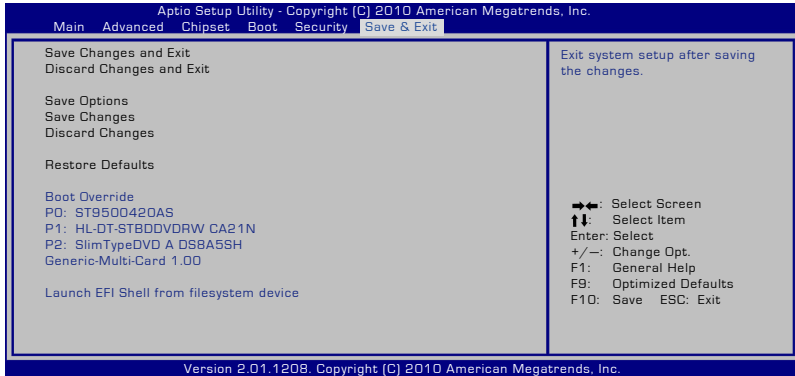 Aptio Setup Utility - Copyright (C) 2010 American Megatrends, Inc.
Main Advanced Chipset Boot Security Save & Exit
Save Changes and Exit
Discard Changes and Exit
Save Options
Save Changes
Discard Changes
Restore Defaults
Boot Override
P0: ST9500420AS
P1: HL-DT-STBDDVDRW CA21N
P2: SlimTypeDVD A DS8A5SH
Generic-Multi-Card 1.00
Launch EFI Shell from filesystem device
Exit system setup after saving
the changes.
→←: Select Screen
↑↓: Select Item
Enter: Select
+/—: Change Opt.
F1: General Help
F9: Optimized Defaults
F10: Save ESC: Exit
Version 2.01.1208. Copyright (C) 2010 American Megatrends, Inc.